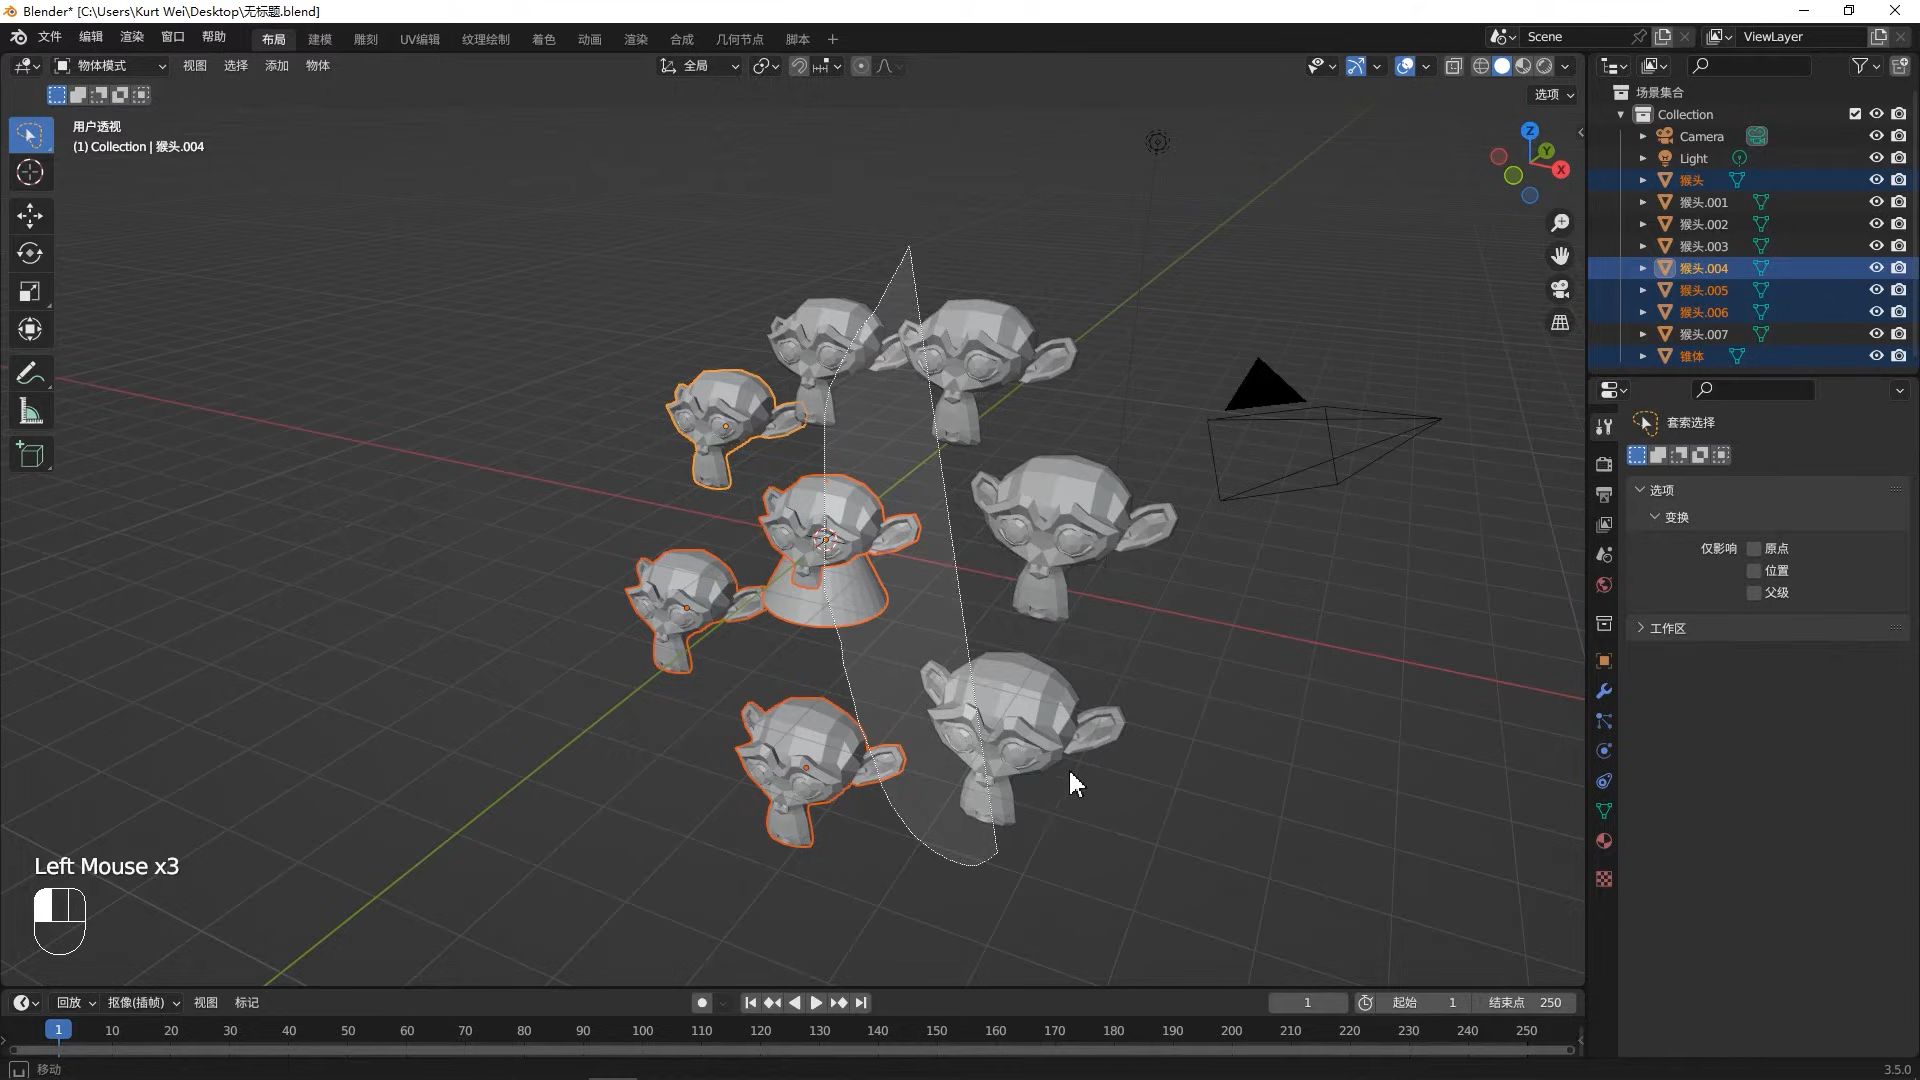 Blender* [C:\Users\Kurt Wei\Desktop\无标题.blend]
文件 编辑 渲染 窗口 帮助 布局 建模 雕刻 UV编辑 纹理绘制 着色 动画 渲染 合成 几何节点 脚本 + Scene ViewLayer
物体模式 视图 选择 添加 物体 全局
选项
用户透视
(1) Collection | 猴头.004
Z
Y
X
场景集合
Collection
Camera
Light
猴头
猴头.001
猴头.002
猴头.003
猴头.004
猴头.005
猴头.006
猴头.007
锥体
套索选择
选项
变换
仅影响 原点
位置
父级
工作区
Left Mouse x3
回放 抠像(插帧) 视图 标记 1 起始 1 结束点 250
1 10 20 30 40 50 60 70 80 90 100 110 120 130 140 150 160 170 180 190 200 210 220 230 240 250
移动 3.5.0